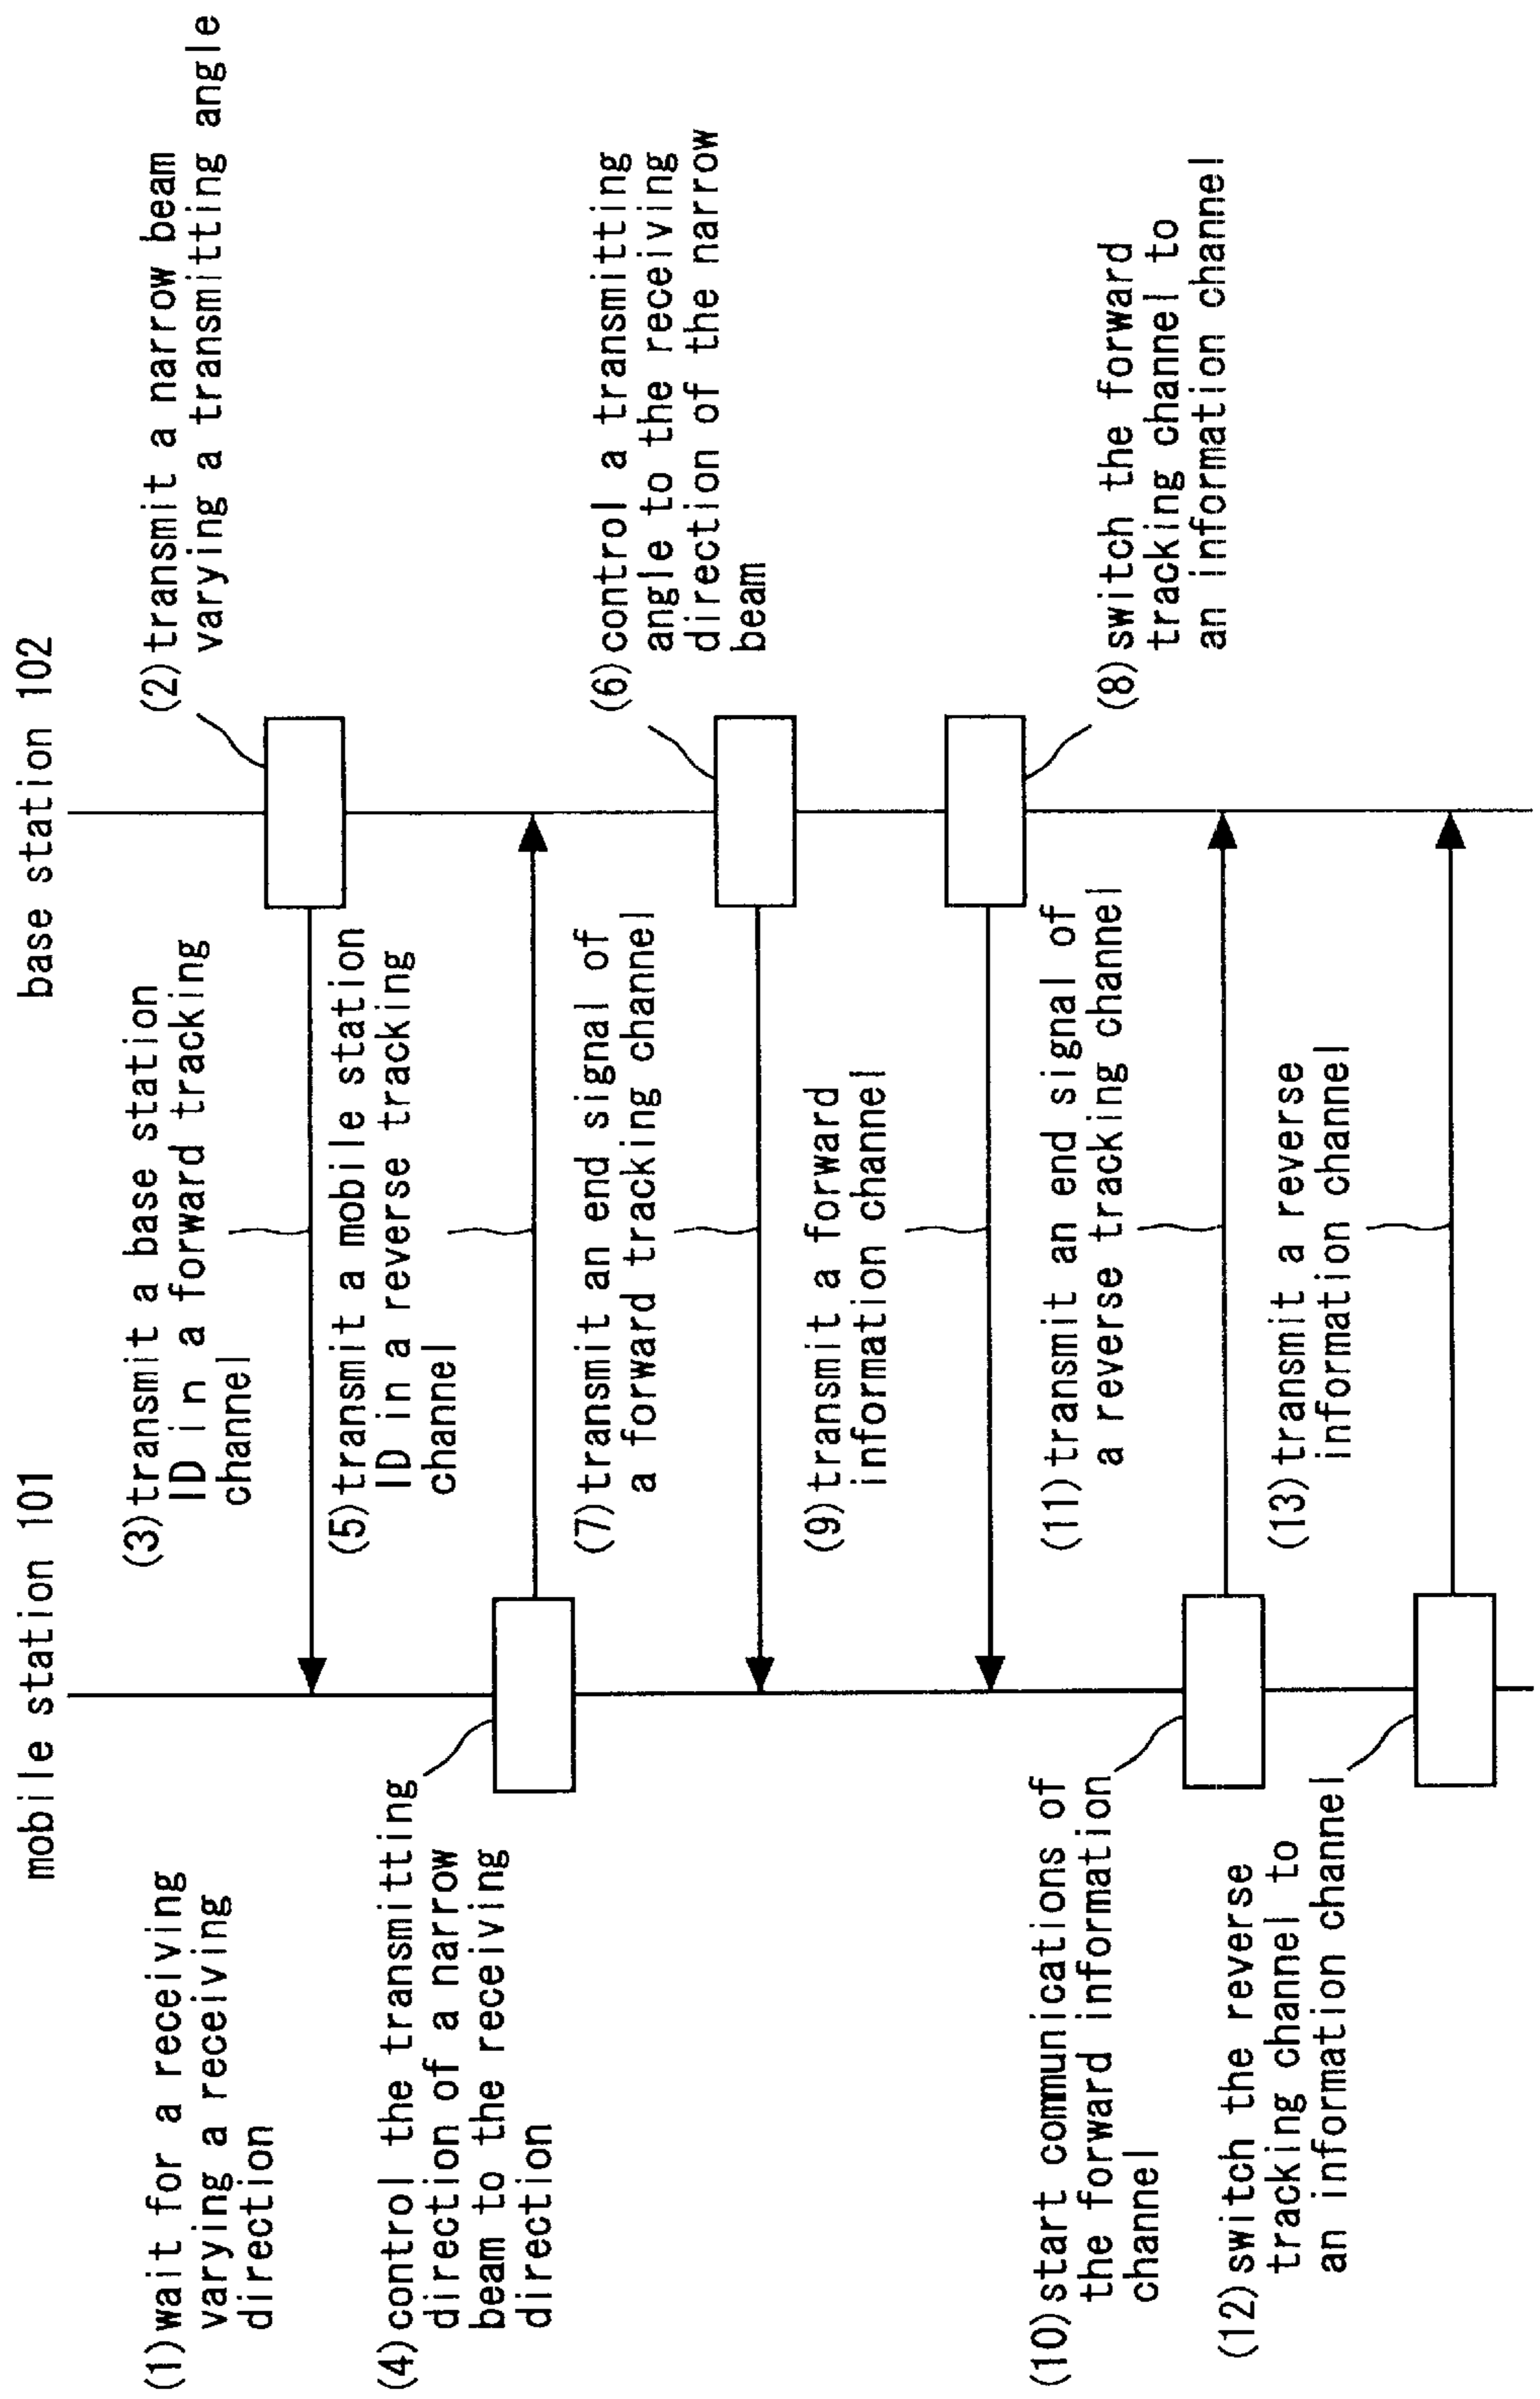 mobile station 101
base station 102
(1)wait for a receiving
varying a receiving
direction
(2)transmit a narrow beam
varying a transmitting angle
(3)transmit a base station
ID in a forward tracking
channel
(4)control the transmitting
direction of a narrow
beam to the receiving
direction
(5)transmit a mobile station
ID in a reverse tracking
channel
(6)control a transmitting
angle to the receiving
direction of the narrow
beam
(7)transmit an end signal of
a forward tracking channel
(8)switch the forward
tracking channel to
an information channel
(9)transmit a forward
information channel
(10)start communications of
the forward information
channel
(11)transmit an end signal of
a reverse tracking channel
(12)switch the reverse
tracking channel to
an information channel
(13)transmit a reverse
information channel